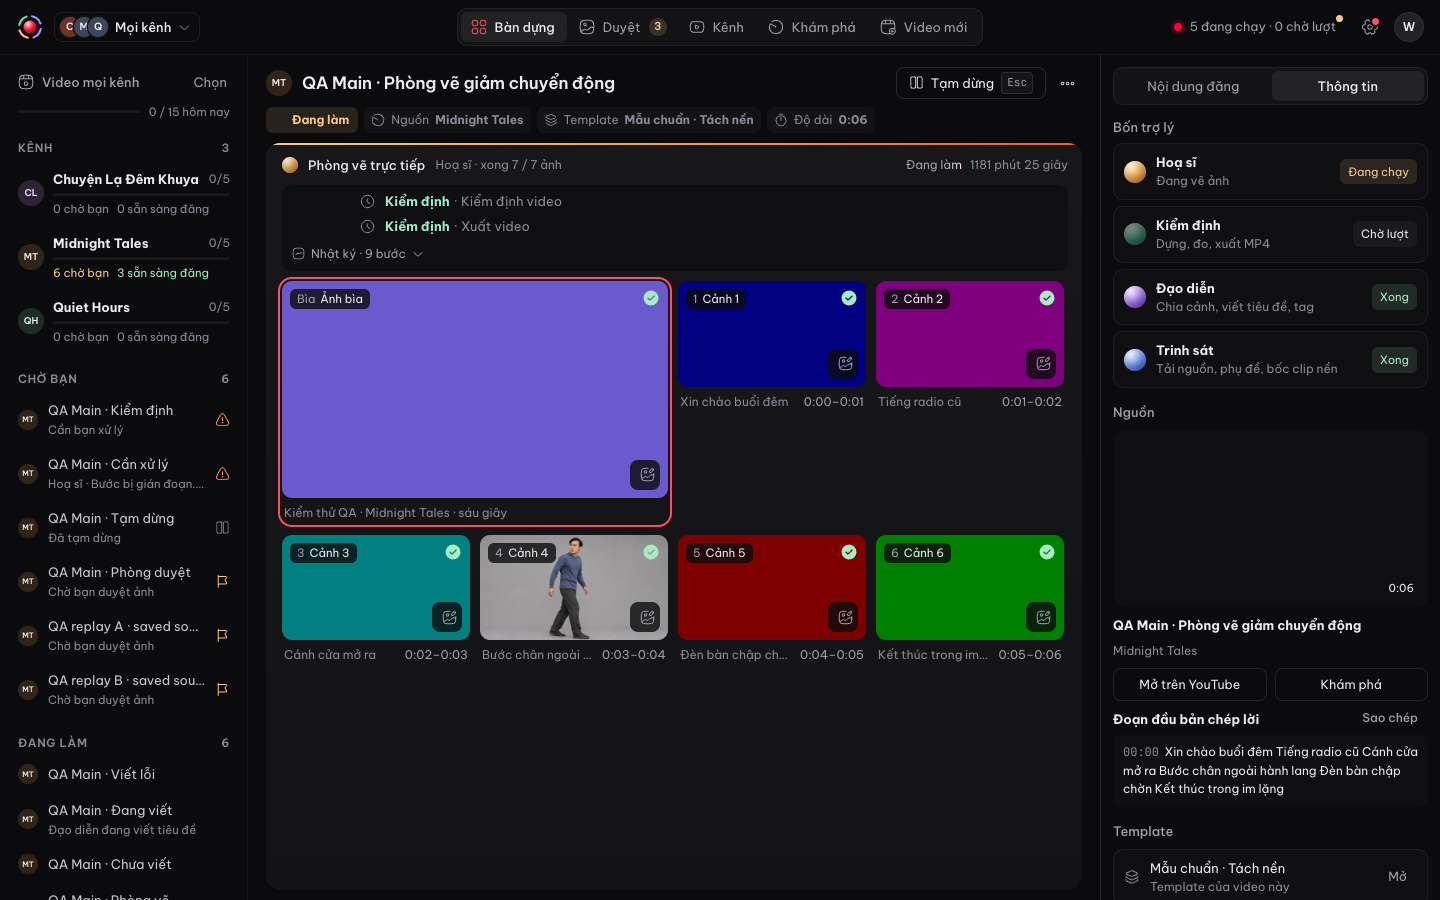 C M Q Mọi kênh
Bàn dựng
Duyệt 3
Kênh
Khám phá
Video mới
5 đang chạy · 0 chờ lượt
W
Video mọi kênh Chọn
0 / 15 hôm nay
KÊNH 3
CL Chuyện Lạ Đêm Khuya 0/5
0 chờ bạn 0 sẵn sàng đăng
MT Midnight Tales 0/5
6 chờ bạn 3 sẵn sàng đăng
QH Quiet Hours 0/5
0 chờ bạn 0 sẵn sàng đăng
CHỜ BẠN 6
MT QA Main · Kiểm định
Cần bạn xử lý
MT QA Main · Cần xử lý
Hoạ sĩ · Bước bị gián đoạn....
MT QA Main · Tạm dừng
Đã tạm dừng
MT QA Main · Phòng duyệt
Chờ bạn duyệt ảnh
MT QA replay A · saved so...
Chờ bạn duyệt ảnh
MT QA replay B · saved sou...
Chờ bạn duyệt ảnh
ĐANG LÀM 6
MT QA Main · Viết lỗi
MT QA Main · Đang viết
Đạo diễn đang viết tiêu đề
MT QA Main · Chưa viết
QA Main · Phòng vẽ
MT QA Main · Phòng vẽ giảm chuyển động
Tạm dừng Esc
Đang làm
Nguồn Midnight Tales
Template Mẫu chuẩn · Tách nền
Độ dài 0:06
Phòng vẽ trực tiếp Hoạ sĩ · xong 7 / 7 ảnh
Đang làm 1181 phút 25 giây
Kiểm định · Kiểm định video
Kiểm định · Xuất video
Nhật ký · 9 bước
Bìa Ảnh bìa
Kiểm thử QA · Midnight Tales · sáu giây
1 Cảnh 1
Xin chào buổi đêm 0:00–0:01
2 Cảnh 2
Tiếng radio cũ 0:01–0:02
3 Cảnh 3
Cánh cửa mở ra 0:02–0:03
4 Cảnh 4
Bước chân ngoài ... 0:03–0:04
5 Cảnh 5
Đèn bàn chập ch... 0:04–0:05
6 Cảnh 6
Kết thúc trong im... 0:05–0:06
Nội dung đăng Thông tin
Bốn trợ lý
Hoạ sĩ
Đang vẽ ảnh
Đang chạy
Kiểm định
Dựng, đo, xuất MP4
Chờ lượt
Đạo diễn
Chia cảnh, viết tiêu đề, tag
Xong
Trinh sát
Tải nguồn, phụ đề, bốc clip nền
Xong
Nguồn
0:06
QA Main · Phòng vẽ giảm chuyển động
Midnight Tales
Mở trên YouTube
Khám phá
Đoạn đầu bản chép lời Sao chép
00:00 Xin chào buổi đêm Tiếng radio cũ Cánh cửa
mở ra Bước chân ngoài hành lang Đèn bàn chập
chờn Kết thúc trong im lặng
Template
Mẫu chuẩn · Tách nền
Template của video này
Mở